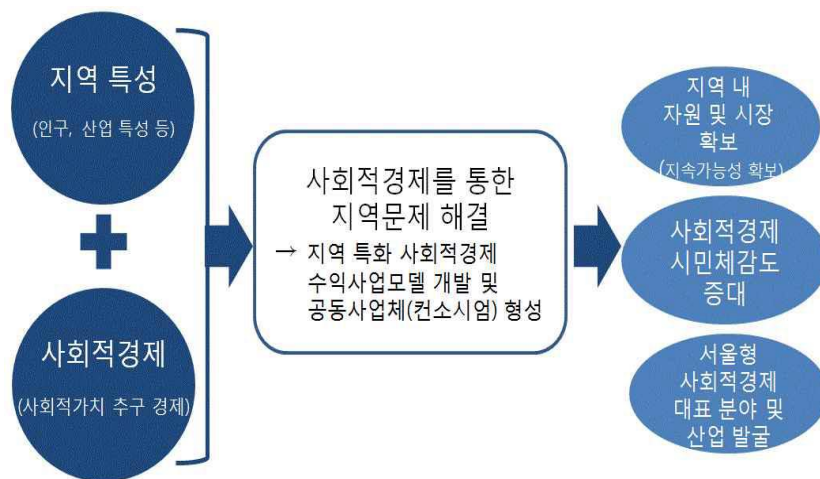 지역 특성
(인구, 산업 특성 등)
사회적경제
(사회적가치 추구 경제)
사회적경제를 통한
지역문제 해결
→ 지역 특화 사회적경제
수익사업모델 개발 및
공동사업체(컨소시엄) 형성
지역 내
자원 및 시장
확보
(지속가능성 확보)
사회적경제
시민체감도
증대
서울형
사회적경제
대표 분야 및
산업 발굴